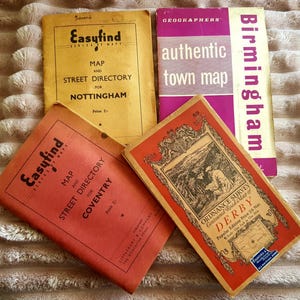 Easyfind
MAP
AND
STREET DIRECTORY
FOR
NOTTINGHAM
GEOGRAPHERS'
authentic
town map
Birmingham
Easyfind
MAP
AND
STREET DIRECTORY
FOR
COVENTRY
ORDNANCE SURVEY
DERBY